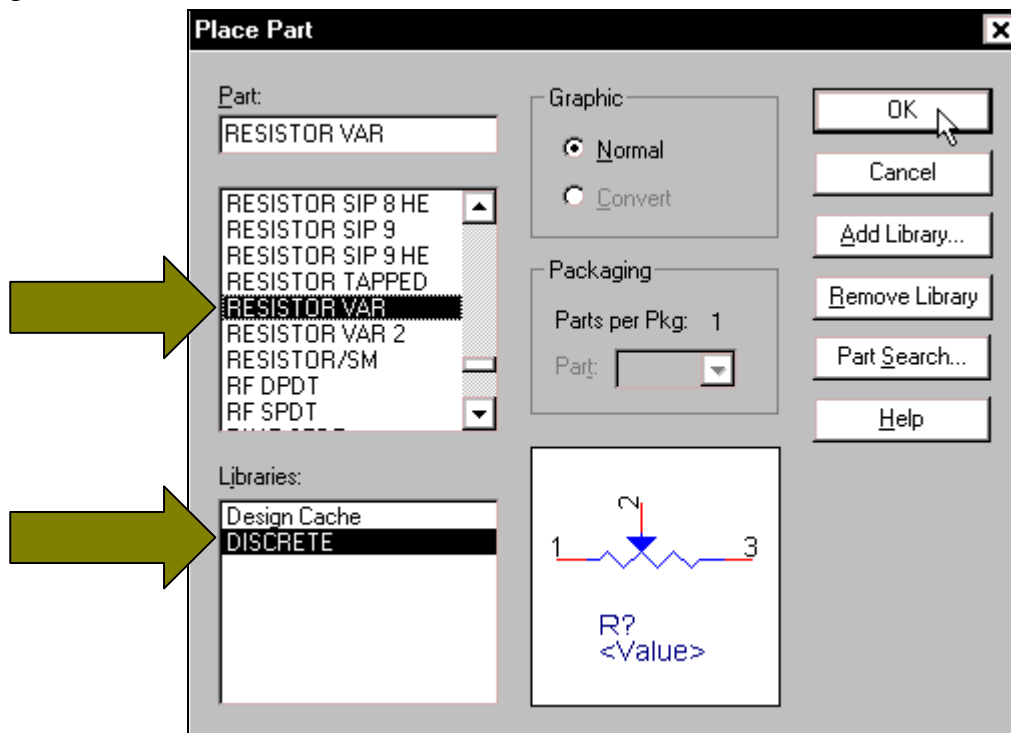 Place Part
Part:
RESISTOR VAR
RESISTOR SIP 8 HE
RESISTOR SIP 9
RESISTOR SIP 9 HE
RESISTOR TAPPED
RESISTOR VAR
RESISTOR VAR 2
RESISTOR/SM
RF DPDT
RF SPDT
Libraries:
Design Cache
DISCRETE
Graphic
Normal
Convert
Packaging
Parts per Pkg: 1
Part:
2
1 3
R?
<Value>
OK
Cancel
Add Library...
Remove Library
Part Search...
Help